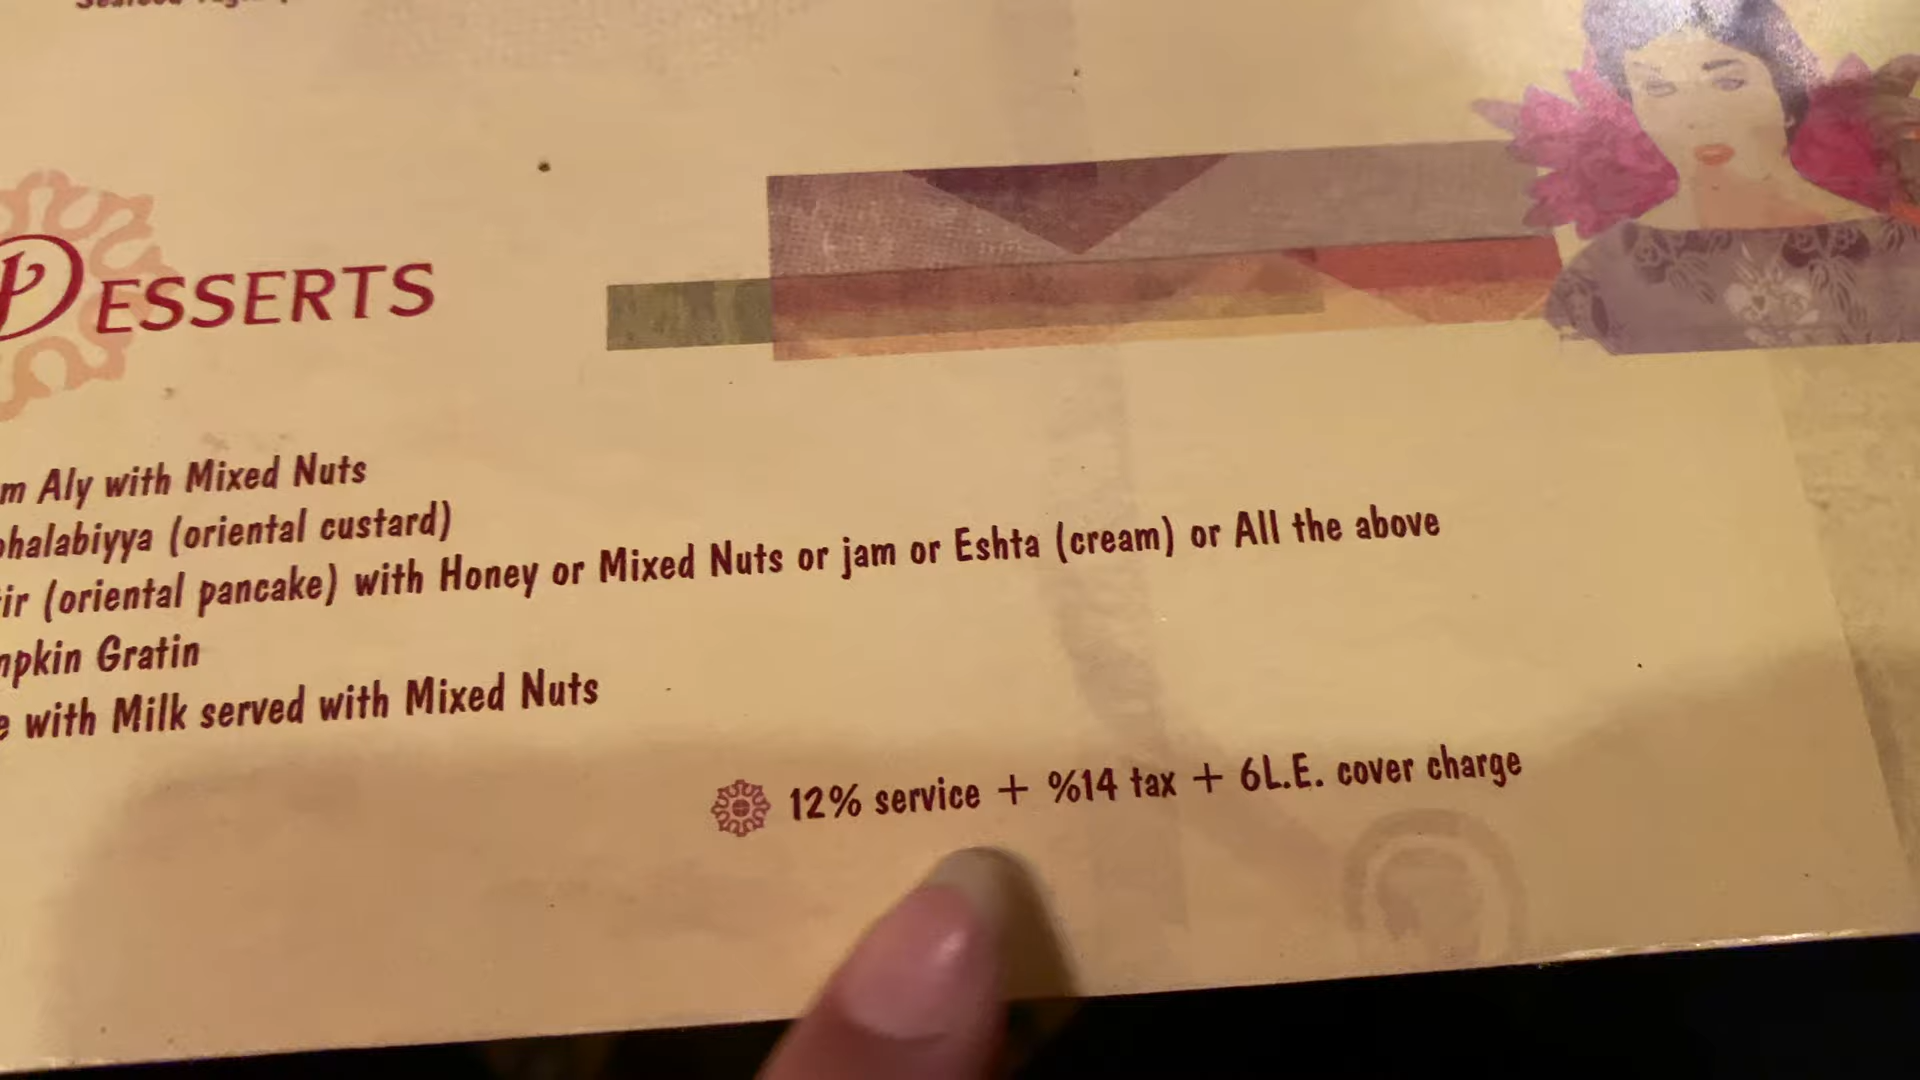 DESSERTS
m Aly with Mixed Nuts
halabiyya (oriental custard)
ir (oriental pancake) with Honey or Mixed Nuts or jam or Eshta (cream) or All the above
mpkin Gratin
e with Milk served with Mixed Nuts
12% service + %14 tax + 6L.E. cover charge